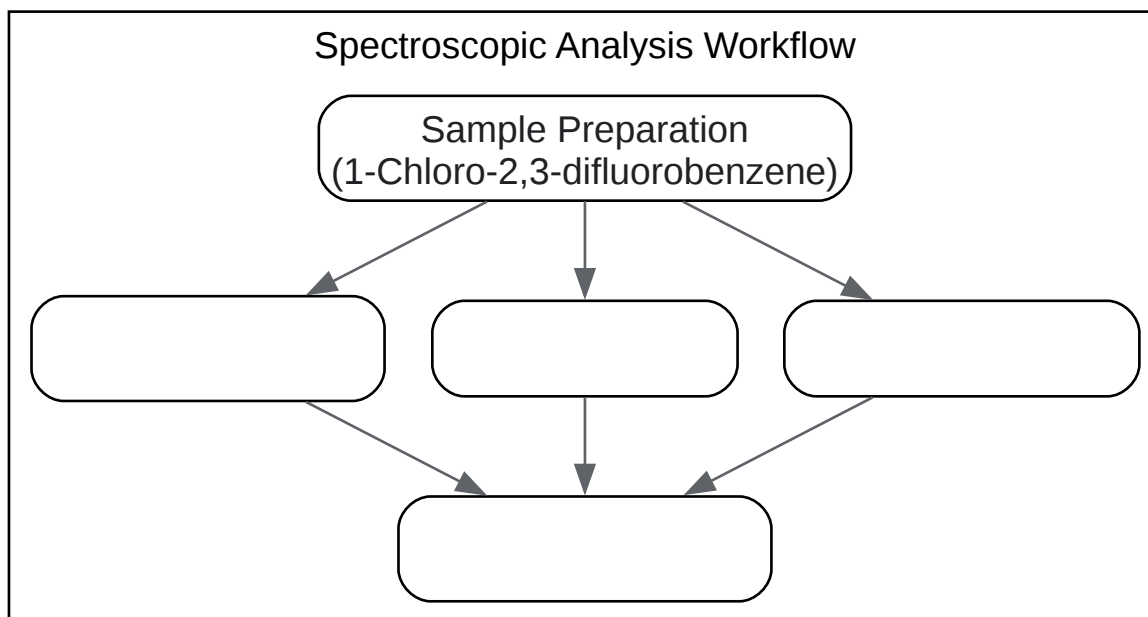 Spectroscopic Analysis Workflow
Sample Preparation
(1-Chloro-2,3-difluorobenzene)